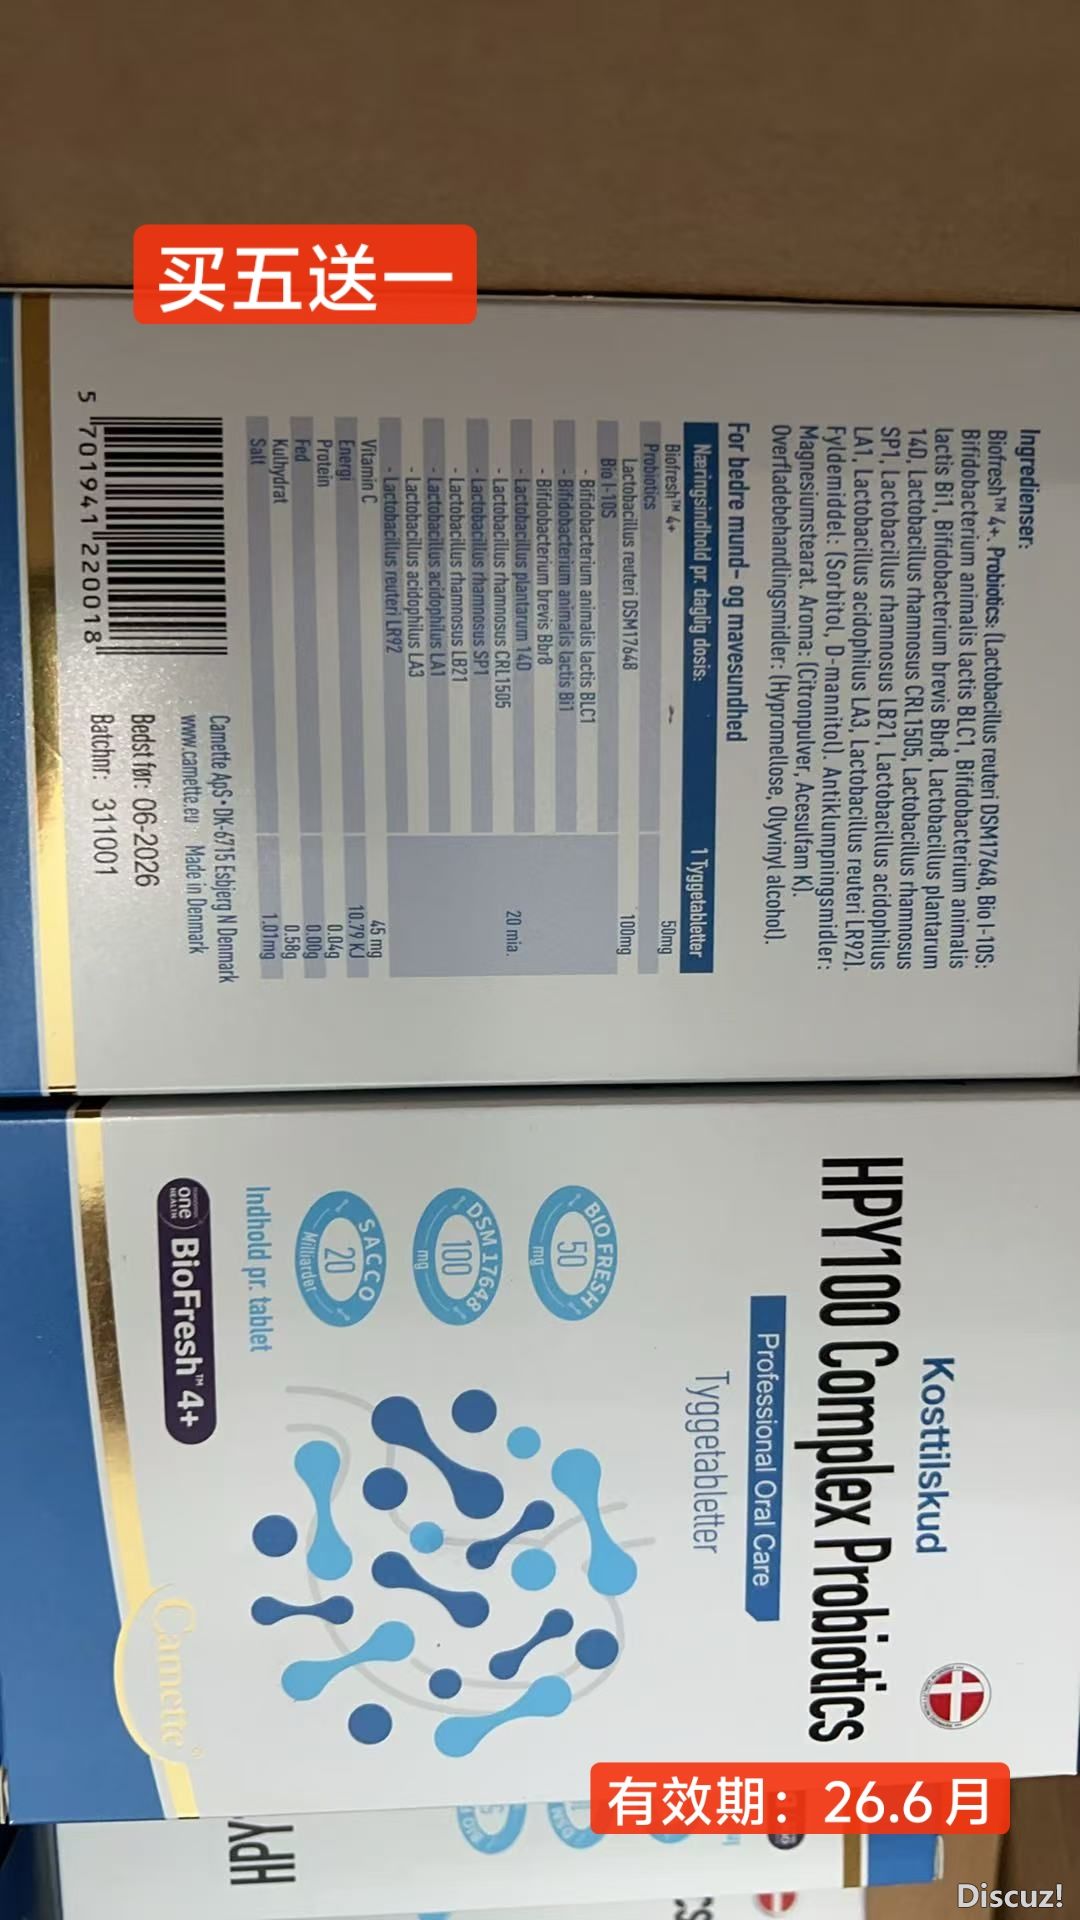 买五送一
Ingredienser:
Biofresh™ 4+. Probiotics: (Lactobacillus reuteri DSM17648, Bio I-10S:
Bifidobacterium animalis lactis BLC1, Bifidobacterium animalis
lactis Bi1, Bifidobacterium brevis Bbr8, Lactobacillus plantarum
14D, Lactobacillus rhamnosus CRL1505, Lactobacillus rhamnosus
SP1, Lactobacillus rhamnosus LB21, Lactobacillus acidophilus
LA1, Lactobacillus acidophilus LA3, Lactobacillus reuteri LR92).
Fyldemiddel: (Sorbitol, D-mannitol). Antiklumpningsmidler:
Magnesiumstearat. Aroma: (Citronpulver, Acesulfam K).
Overfladebehandlingsmidler: (Hypromellose, Olyvinyl alcohol).
For bedre mund- og mavesundhed
Næringsindhold pr. daglig dosis: 1 Tyggetabletter
Biofresh™ 4+ 50mg
Probiotics
Lactobacillus reuteri DSM17648 100mg
Bio I-10S
- Bifidobacterium animalis lactis BLC1
- Bifidobacterium animalis lactis Bi1
- Bifidobacterium brevis Bbr8
- Lactobacillus plantarum 14D 20 mia.
- Lactobacillus rhamnosus CRL1505
- Lactobacillus rhamnosus SP1
- Lactobacillus rhamnosus LB21
- Lactobacillus acidophilus LA1
- Lactobacillus acidophilus LA3
- Lactobacillus reuteri LR92
Vitamin C 45 mg
Energi 10.79 KJ
Protein 0.04g
Fed 0.00g
Kulhydrat 0.58g
Salt 1.01mg
5 701941 220018
Camette ApS • DK-6715 Esbjerg N Denmark
www.camette.eu Made in Denmark
Bedst før: 06-2026
Batchnr: 311001
Kosttilskud
HPY100 Complex Probiotics
Professional Oral Care
Tyggetabletter
BIO FRESH
50
mg
DSM 17648
100
mg
SACCO
20
Milliarder
Indhold pr. tablet
one
HEALTH
BioFresh™ 4+
Camette®
HPY
有效期：26.6月
Discuz!